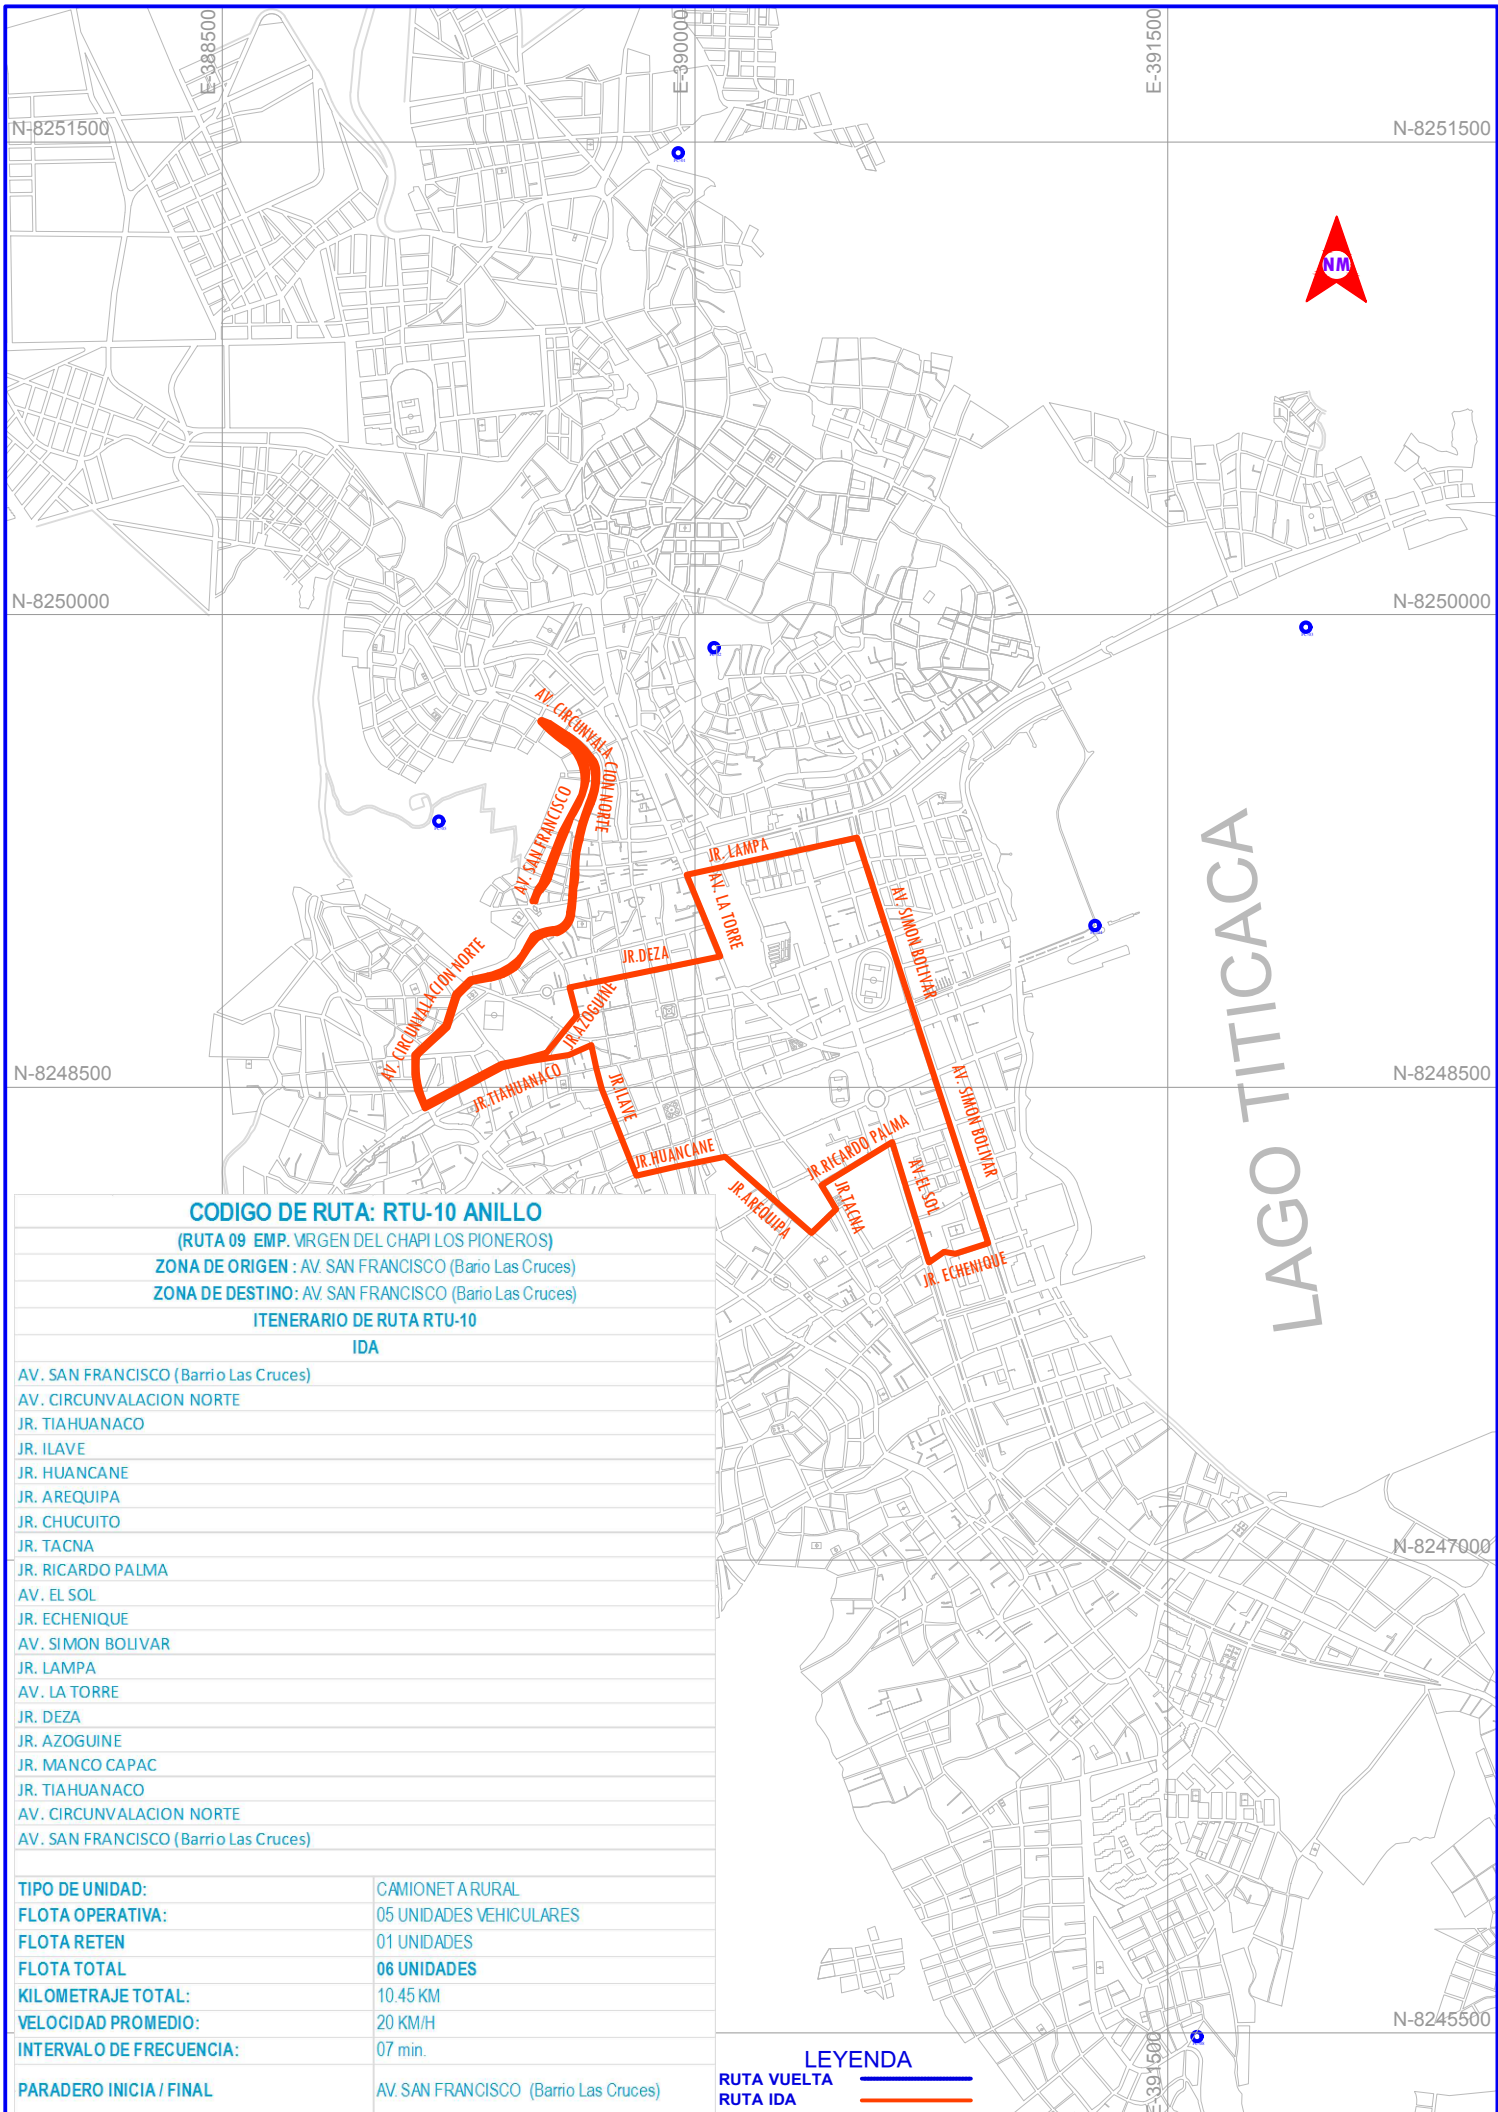 E-388500
E-390000
E-391500
N-8251500
N-8251500
NM
N-8250000
N-8250000
AV. CIRCUNVALA CION NORTE
AV. SAN FRANCISCO
JR. LAMPA
AV. LA TORRE
AV. SIMON BOLIVAR
JR.DEZA
AV. CIRCUNVALACION NORTE
JR.AZOGUINE
LAGO TITICACA
N-8248500
N-8248500
JR.TIAHUANACO
JR.ILAVE
AV. SIMON BOLIVAR
JR.HUANCANE
JR.RICARDO PALMA
JR.AREQUIPA
JR.TACNA
AV.EL SOL
JR. ECHENIQUE
CODIGO DE RUTA: RTU-10 ANILLO
(RUTA 09 EMP. VIRGEN DEL CHAPI LOS PIONEROS)
ZONA DE ORIGEN : AV. SAN FRANCISCO (Bario Las Cruces)
ZONA DE DESTINO: AV. SAN FRANCISCO (Bario Las Cruces)
ITENERARIO DE RUTA RTU-10
IDA
AV. SAN FRANCISCO (Barrio Las Cruces)
AV. CIRCUNVALACION NORTE
JR. TIAHUANACO
JR. ILAVE
JR. HUANCANE
JR. AREQUIPA
JR. CHUCUITO
JR. TACNA
JR. RICARDO PALMA
AV. EL SOL
JR. ECHENIQUE
AV. SIMON BOLIVAR
JR. LAMPA
AV. LA TORRE
JR. DEZA
JR. AZOGUINE
JR. MANCO CAPAC
JR. TIAHUANACO
AV. CIRCUNVALACION NORTE
AV. SAN FRANCISCO (Barrio Las Cruces)
N-8247000
TIPO DE UNIDAD: CAMIONETA RURAL
FLOTA OPERATIVA: 05 UNIDADES VEHICULARES
FLOTA RETEN 01 UNIDADES
FLOTA TOTAL 06 UNIDADES
KILOMETRAJE TOTAL: 10.45 KM
VELOCIDAD PROMEDIO: 20 KM/H
INTERVALO DE FRECUENCIA: 07 min.
PARADERO INICIA / FINAL AV. SAN FRANCISCO (Barrio Las Cruces)
N-8245500
E-391500
LEYENDA
RUTA VUELTA
RUTA IDA